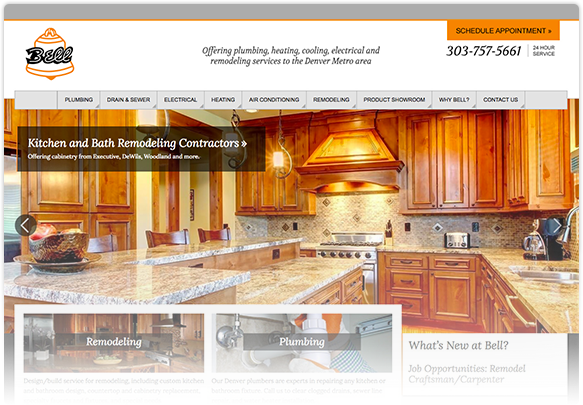 Bell
Offering plumbing, heating, cooling, electrical and
remodeling services to the Denver Metro area
SCHEDULE APPOINTMENT »
303-757-5661
24 HOUR
SERVICE
PLUMBING
DRAIN & SEWER
ELECTRICAL
HEATING
AIR CONDITIONING
REMODELING
PRODUCT SHOWROOM
WHY BELL?
CONTACT US
Kitchen and Bath Remodeling Contractors »
Offering cabinetry from Executive, DeWils, Woodland and more.
Remodeling
Design/build service for remodeling, including custom kitchen
Plumbing
Our Denver plumbers are experts in repairing any kitchen or
What's New at Bell?
Job Opportunities: Remodel
Craftsman/Carpenter